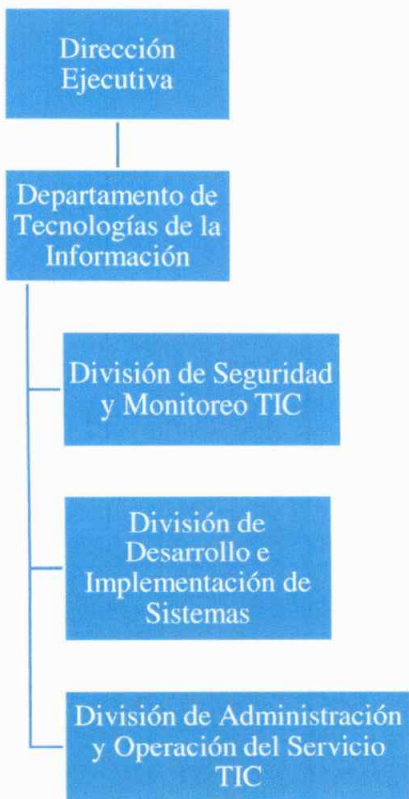 Dirección
Ejecutiva
Departamento de
Tecnologías de la
Información
División de Seguridad
y Monitoreo TIC
División de
Desarrollo e
Implementación de
Sistemas
División de Administración
y Operación del Servicio
TIC